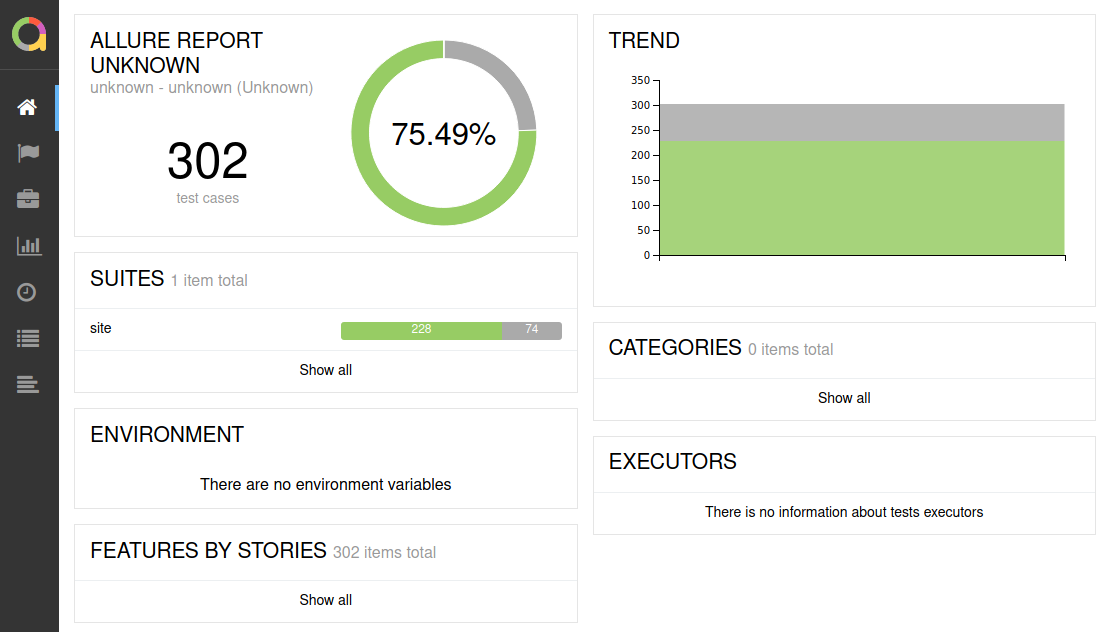 ALLURE REPORT
UNKNOWN
unknown - unknown (Unknown)
302
test cases
75.49%
SUITES 1 item total
site 228 74
Show all
ENVIRONMENT
There are no environment variables
FEATURES BY STORIES 302 items total
Show all
TREND
350
300
250
200
150
100
50
0
CATEGORIES 0 items total
Show all
EXECUTORS
There is no information about tests executors